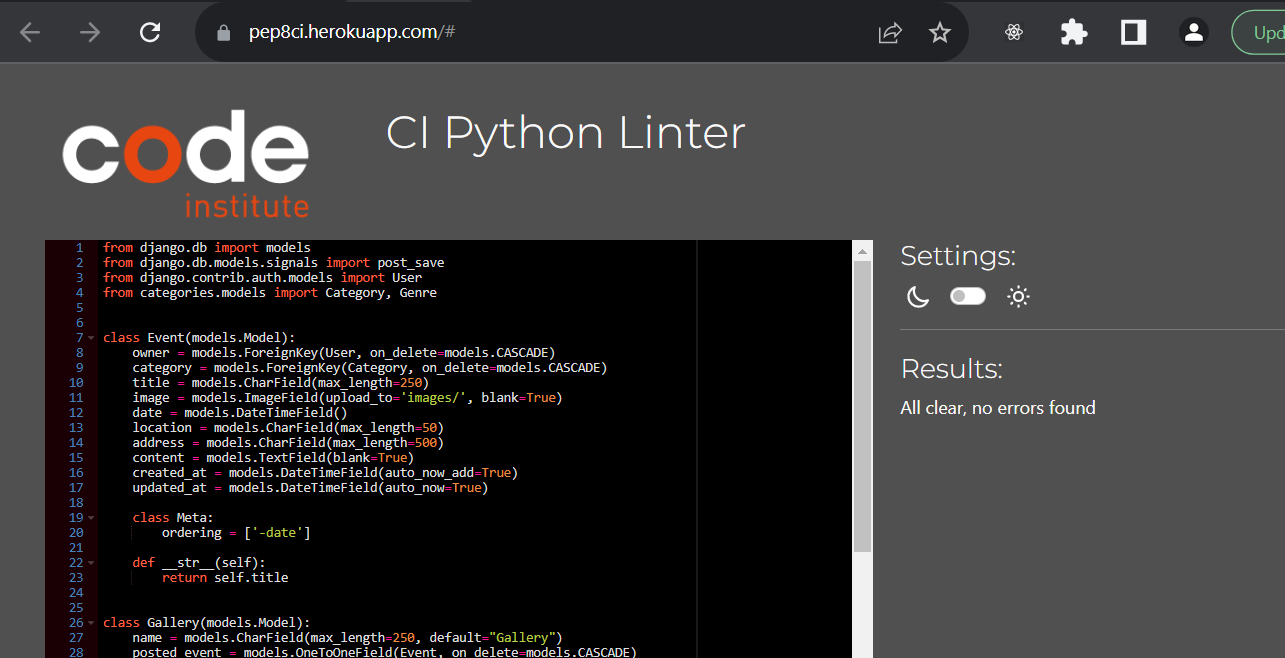 pep8ci.herokuapp.com/#
Upd
code
institute
CI Python Linter
1 from django.db import models
2 from django.db.models.signals import post_save
3 from django.contrib.auth.models import User
4 from categories.models import Category, Genre
5
6
7 class Event(models.Model):
8     owner = models.ForeignKey(User, on_delete=models.CASCADE)
9     category = models.ForeignKey(Category, on_delete=models.CASCADE)
10     title = models.CharField(max_length=250)
11     image = models.ImageField(upload_to='images/', blank=True)
12     date = models.DateTimeField()
13     location = models.CharField(max_length=50)
14     address = models.CharField(max_length=500)
15     content = models.TextField(blank=True)
16     created_at = models.DateTimeField(auto_now_add=True)
17     updated_at = models.DateTimeField(auto_now=True)
18
19     class Meta:
20         ordering = ['-date']
21
22     def __str__(self):
23         return self.title
24
25
26 class Gallery(models.Model):
27     name = models.CharField(max_length=250, default="Gallery")
28     posted_event = models.OneToOneField(Event, on_delete=models.CASCADE)
Settings:
Results:
All clear, no errors found